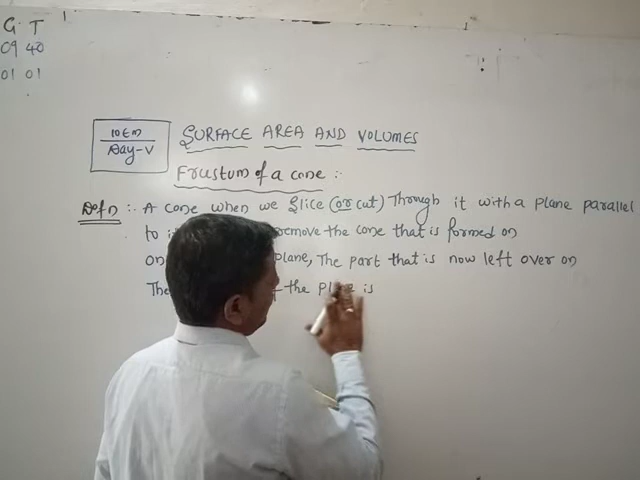 G T
09 40
01 01
10 EM
Day-V
SURFACE AREA AND VOLUMES
Frustum of a cone :-
Defn :- A cone when we slice (or cut) Through it with a plane parallel
to remove the cone that is formed on
on plane, The part that is now left over on
The the plane is